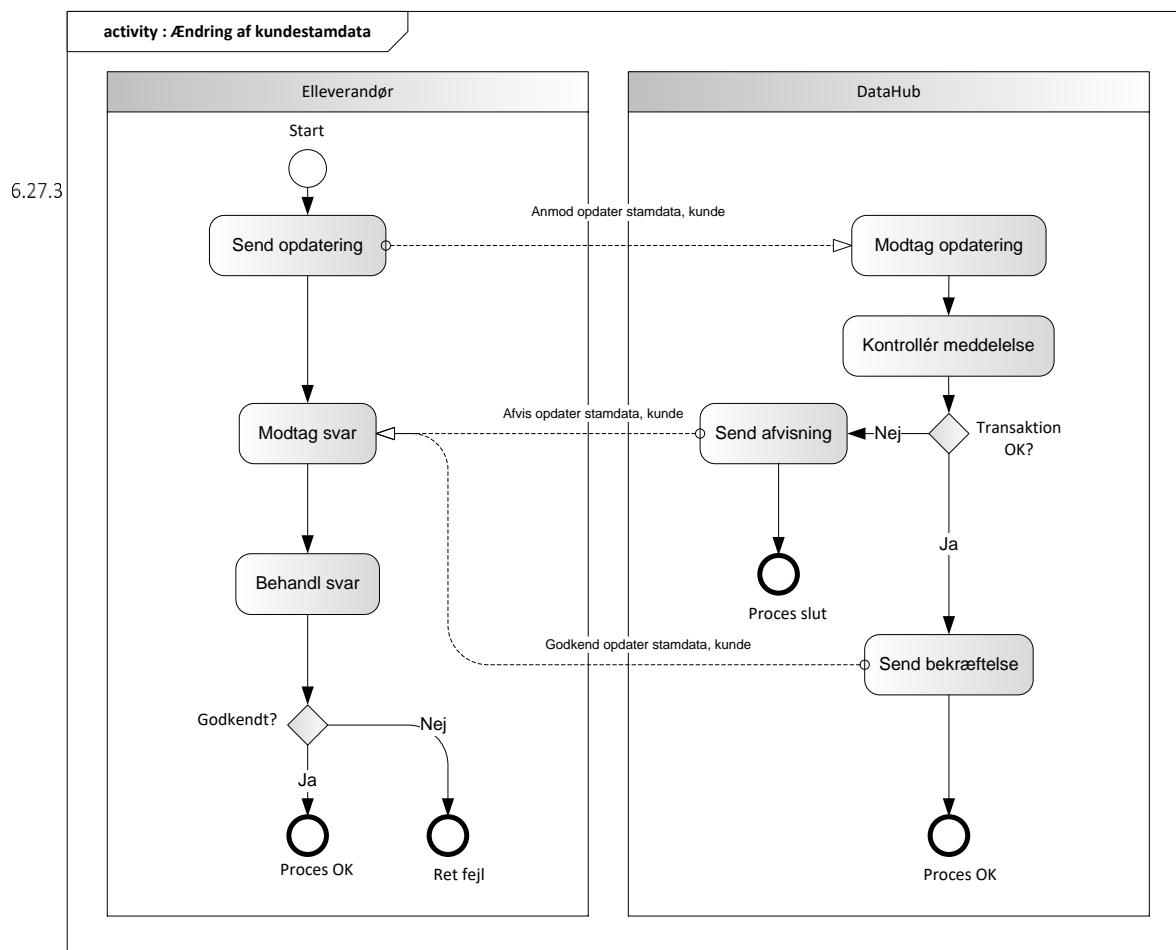 activity : Ændring af kundestamdata
Elleverandør
DataHub
Start
6.27.3
Anmod opdater stamdata, kunde
Send opdatering
Modtag opdatering
Kontrollér meddelelse
Afvis opdater stamdata, kunde
Modtag svar
Send afvisning
Nej
Transaktion
OK?
Ja
Behandl svar
Proces slut
Godkend opdater stamdata, kunde
Send bekræftelse
Godkendt?
Nej
Ja
Proces OK
Ret fejl
Proces OK